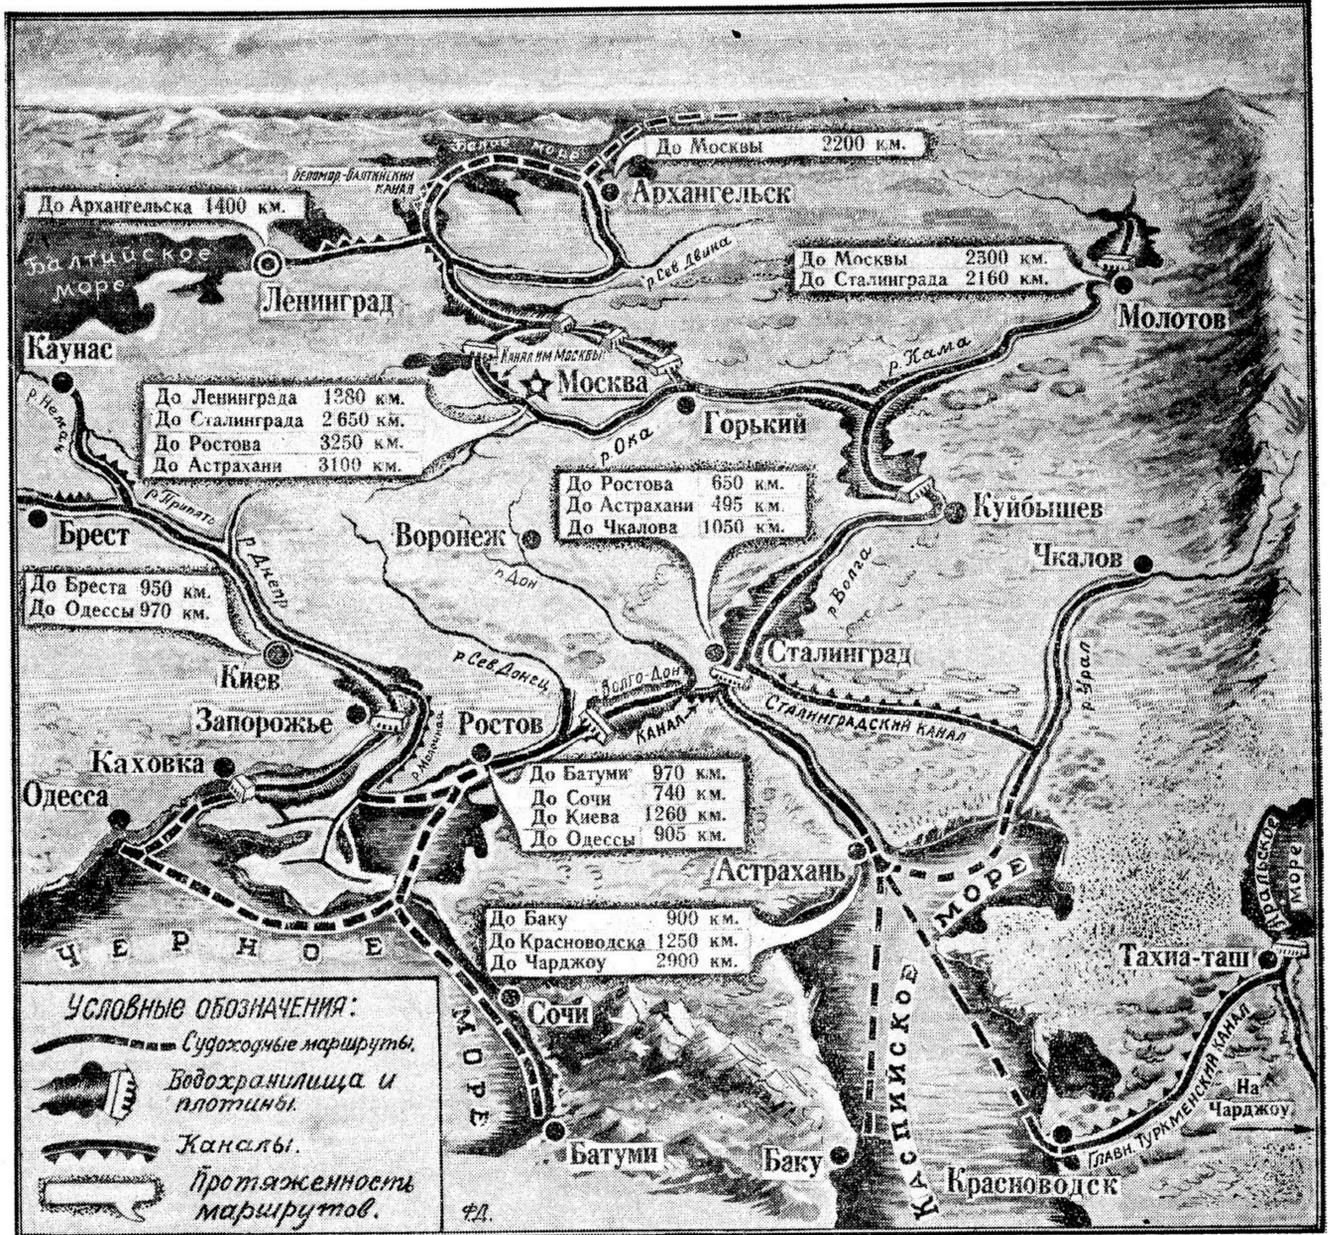 Белое море
До Москвы 2200 км.
Беломор-Балтийский
канал
Архангельск
До Архангельска 1400 км.
Балтийское
море
Ленинград
р. Сев Двина
До Москвы 2300 км.
До Сталинграда 2160 км.
Молотов
Каунас
р. Неман
Канал им Москвы
Москва
р. Кама
До Ленинграда 1380 км.
До Сталинграда 2650 км.
До Ростова 3250 км.
До Астрахани 3100 км.
Горький
р Ока
До Ростова 650 км.
До Астрахани 495 км.
До Чкалова 1050 км.
Куйбышев
р. Припять
Брест
Воронеж
р. Дон
р. Волга
Чкалов
р. Днепр
До Бреста 950 км.
До Одессы 970 км.
Киев
р Сев Донец
Волго-Дон
канал
Сталинград
Сталинградский канал
р. Урал
Запорожье
Ростов
р. Молочная
Каховка
Одесса
До Батуми 970 км.
До Сочи 740 км.
До Киева 1260 км.
До Одессы 905 км.
Астрахань
Аральское
море
До Баку 900 км.
До Красноводска 1250 км.
До Чарджоу 2900 км.
Черное
море
Каспийское
море
Тахиа-таш
Сочи
Батуми
Баку
Красноводск
Главн. Туркменский канал
На
Чарджоу
Условные обозначения:
Судоходные маршруты.
Водохранилища и
плотины.
Каналы.
Протяженность
маршрутов.
Ф.Д.